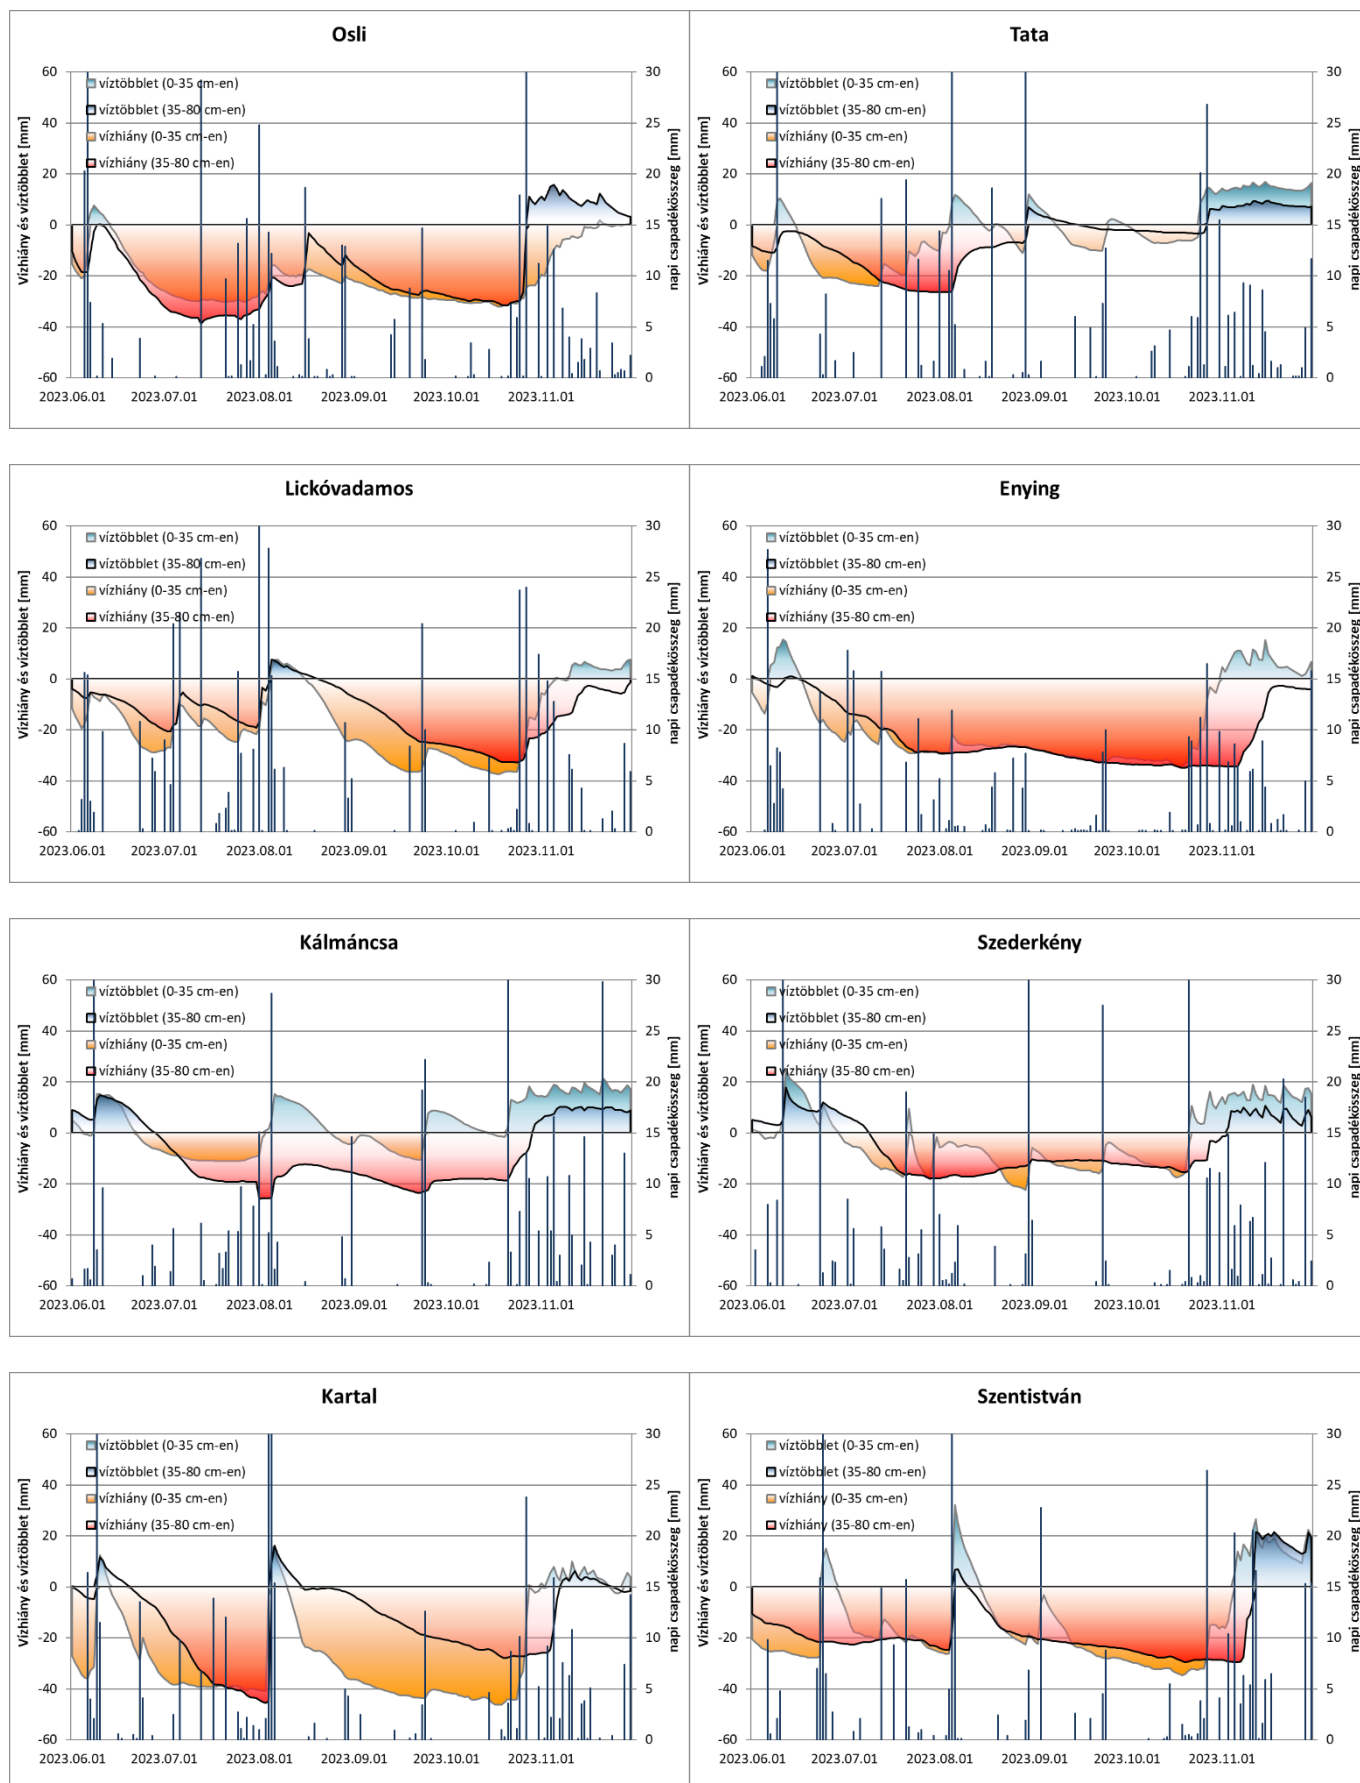 Osli
Vízhiány és víztöbblet [mm]
60
40
20
0
-20
-40
-60
víztöbblet (0-35 cm-en)
víztöbblet (35-80 cm-en)
vízhiány (0-35 cm-en)
vízhiány (35-80 cm-en)
30
25
20
15
10
5
0
napi csapadékösszeg [mm]
2023.06.01 2023.07.01 2023.08.01 2023.09.01 2023.10.01 2023.11.01
Tata
Vízhiány és víztöbblet [mm]
60
40
20
0
-20
-40
-60
víztöbblet (0-35 cm-en)
víztöbblet (35-80 cm-en)
vízhiány (0-35 cm-en)
vízhiány (35-80 cm-en)
30
25
20
15
10
5
0
napi csapadékösszeg [mm]
2023.06.01 2023.07.01 2023.08.01 2023.09.01 2023.10.01 2023.11.01
Lickóvadamos
Vízhiány és víztöbblet [mm]
60
40
20
0
-20
-40
-60
víztöbblet (0-35 cm-en)
víztöbblet (35-80 cm-en)
vízhiány (0-35 cm-en)
vízhiány (35-80 cm-en)
30
25
20
15
10
5
0
napi csapadékösszeg [mm]
2023.06.01 2023.07.01 2023.08.01 2023.09.01 2023.10.01 2023.11.01
Enying
Vízhiány és víztöbblet [mm]
60
40
20
0
-20
-40
-60
víztöbblet (0-35 cm-en)
víztöbblet (35-80 cm-en)
vízhiány (0-35 cm-en)
vízhiány (35-80 cm-en)
30
25
20
15
10
5
0
napi csapadékösszeg [mm]
2023.06.01 2023.07.01 2023.08.01 2023.09.01 2023.10.01 2023.11.01
Kálmáncsa
Vízhiány és víztöbblet [mm]
60
40
20
0
-20
-40
-60
víztöbblet (0-35 cm-en)
víztöbblet (35-80 cm-en)
vízhiány (0-35 cm-en)
vízhiány (35-80 cm-en)
30
25
20
15
10
5
0
napi csapadékösszeg [mm]
2023.06.01 2023.07.01 2023.08.01 2023.09.01 2023.10.01 2023.11.01
Szederkény
Vízhiány és víztöbblet [mm]
60
40
20
0
-20
-40
-60
víztöbblet (0-35 cm-en)
víztöbblet (35-80 cm-en)
vízhiány (0-35 cm-en)
vízhiány (35-80 cm-en)
30
25
20
15
10
5
0
napi csapadékösszeg [mm]
2023.06.01 2023.07.01 2023.08.01 2023.09.01 2023.10.01 2023.11.01
Kartal
Vízhiány és víztöbblet [mm]
60
40
20
0
-20
-40
-60
víztöbblet (0-35 cm-en)
víztöbblet (35-80 cm-en)
vízhiány (0-35 cm-en)
vízhiány (35-80 cm-en)
30
25
20
15
10
5
0
napi csapadékösszeg [mm]
2023.06.01 2023.07.01 2023.08.01 2023.09.01 2023.10.01 2023.11.01
Szentistván
Vízhiány és víztöbblet [mm]
60
40
20
0
-20
-40
-60
víztöbblet (0-35 cm-en)
víztöbblet (35-80 cm-en)
vízhiány (0-35 cm-en)
vízhiány (35-80 cm-en)
30
25
20
15
10
5
0
napi csapadékösszeg [mm]
2023.06.01 2023.07.01 2023.08.01 2023.09.01 2023.10.01 2023.11.01